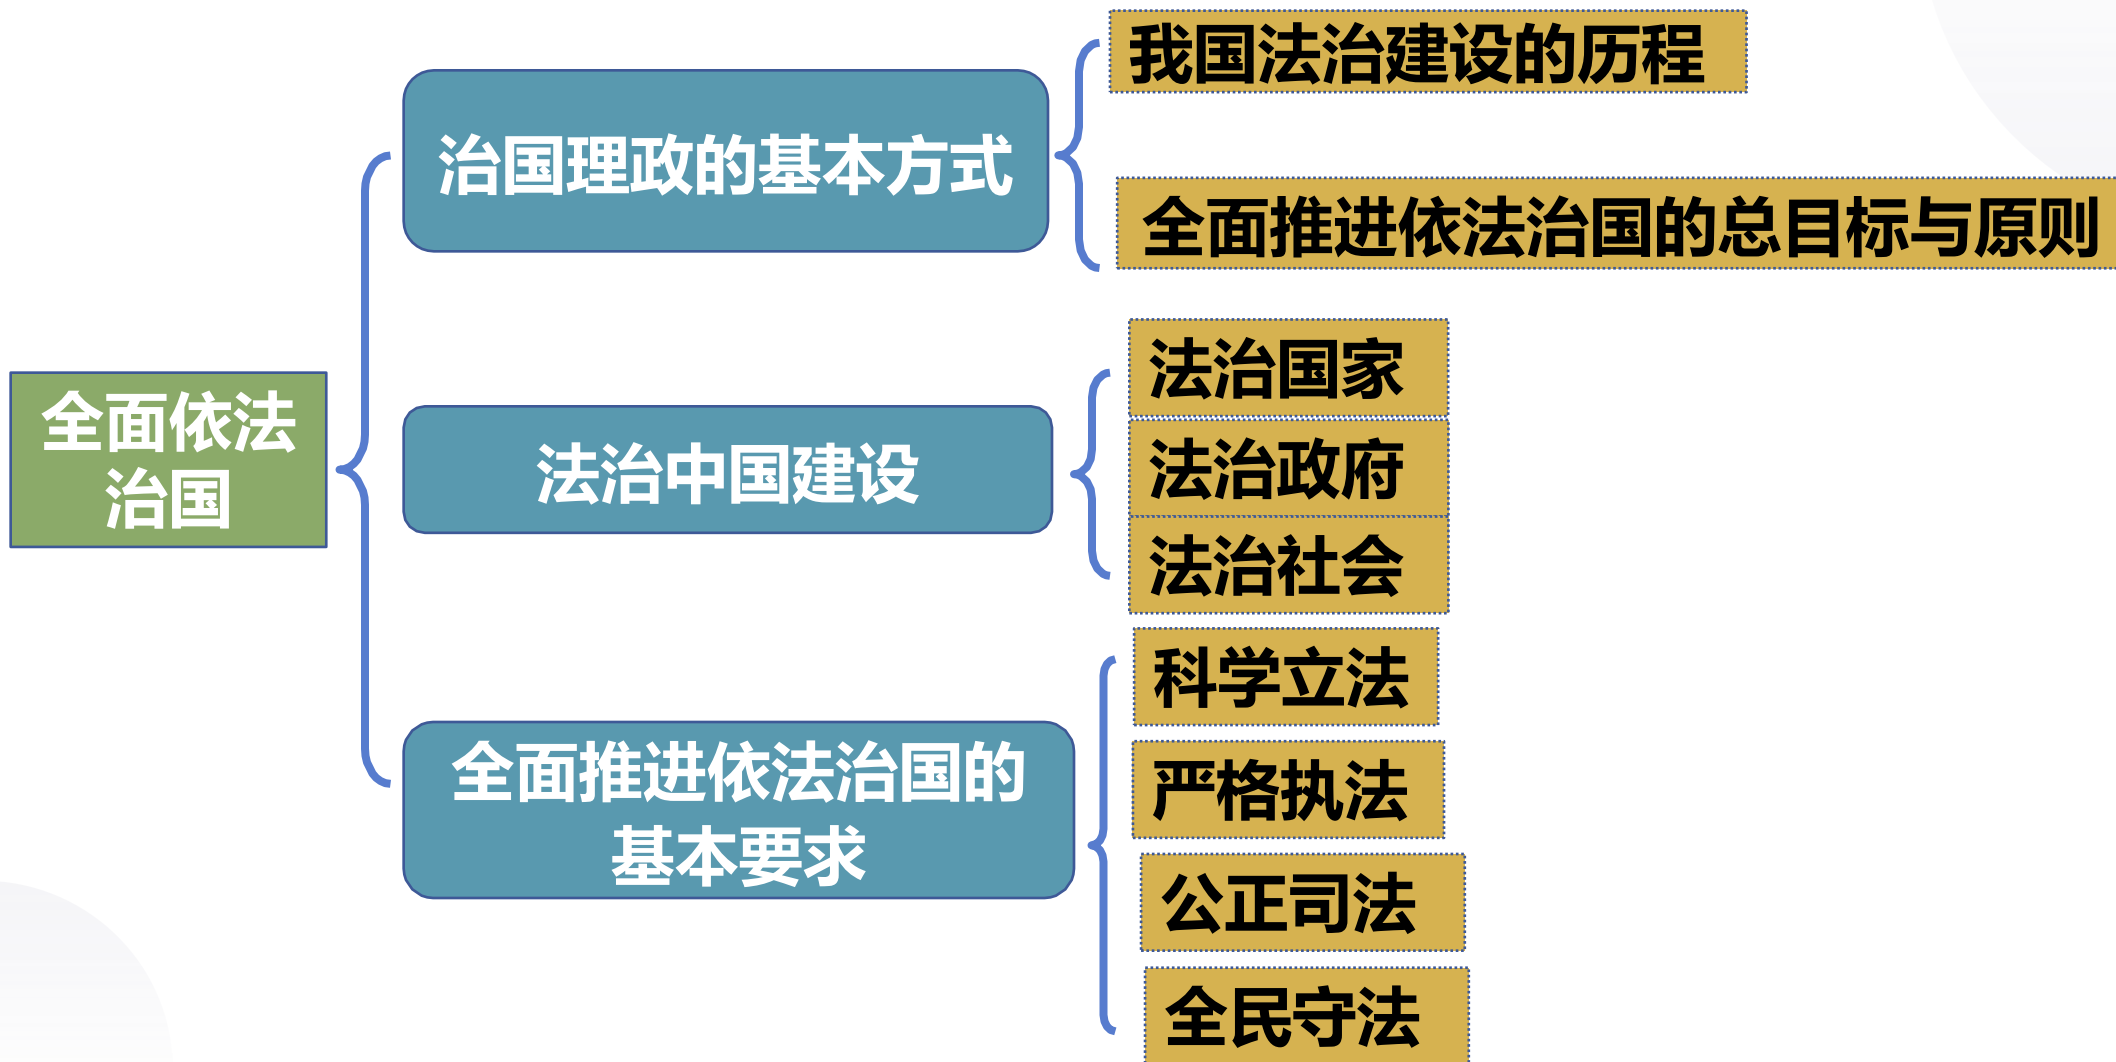 全面依法
治国
治国理政的基本方式
我国法治建设的历程
全面推进依法治国的总目标与原则
法治中国建设
法治国家
法治政府
法治社会
全面推进依法治国的
基本要求
科学立法
严格执法
公正司法
全民守法